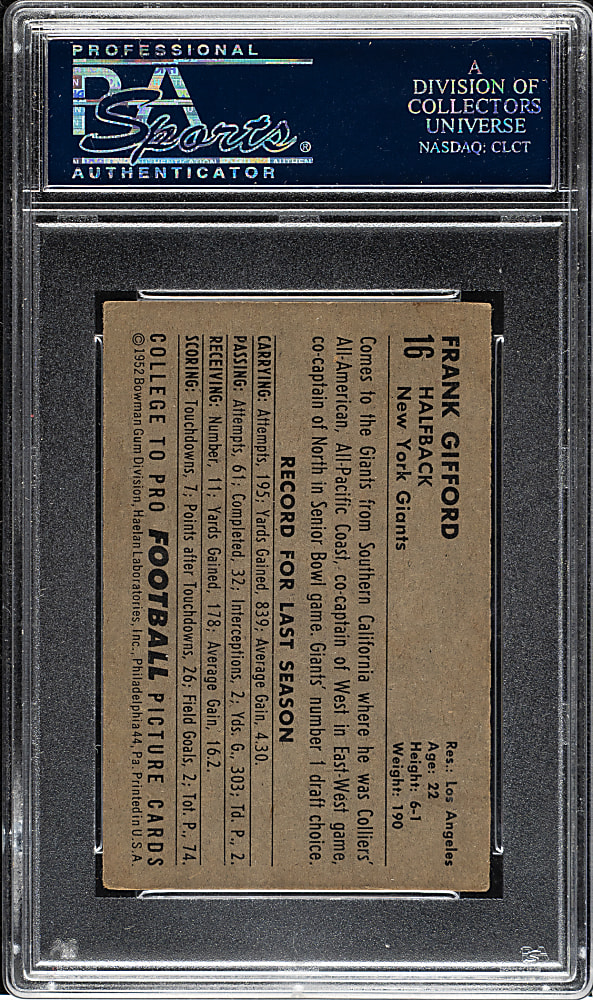 PROFESSIONAL
PSA
Sports®
AUTHENTICATOR
A
DIVISION OF
COLLECTORS
UNIVERSE
NASDAQ: CLCT
FRANK GIFFORD
16 HALFBACK
New York Giants
Res.: Los Angeles
Age: 22
Height: 6-1
Weight: 190
Comes to the Giants from Southern California where he was Colliers'
All-American, All-Pacific Coast, co-captain of West in East-West game,
co-captain of North in Senior Bowl game. Giants' number 1 draft choice.
RECORD FOR LAST SEASON
CARRYING: Attempts, 195; Yards Gained, 839; Average Gain, 4.30.
PASSING: Attempts, 61; Completed, 32; Interceptions, 2; Yds. G., 303; Td. P., 2.
RECEIVING: Number, 11; Yards Gained, 178; Average Gain, 16.2.
SCORING: Touchdowns, 7; Points after Touchdowns, 26; Field Goals, 2; Tot. P., 74.
COLLEGE TO PRO FOOTBALL PICTURE CARDS
© 1952 Bowman Gum Division, Haelan Laboratories, Inc., Philadelphia 44, Pa. Printed in U.S.A.